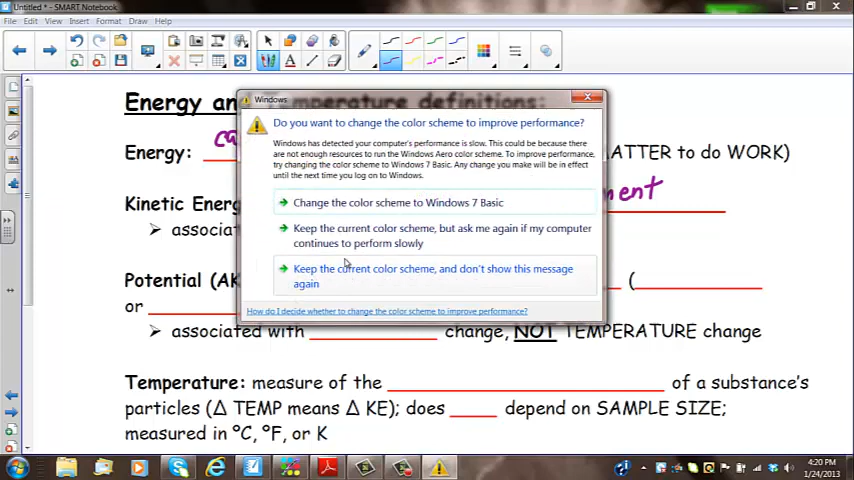 Untitled * - SMART Notebook
File Edit View Insert Format Draw Help
Energy an Temperature definitions:
Windows
Do you want to change the color scheme to improve performance?
Windows has detected your computer's performance is slow. This could be because there
are not enough resources to run the Windows Aero color scheme. To improve performance,
try changing the color scheme to Windows 7 Basic. Any change you make will be in effect
until the next time you log on to Windows.
Change the color scheme to Windows 7 Basic
Keep the current color scheme, but ask me again if my computer
continues to perform slowly
Keep the current color scheme, and don't show this message
again
How do I decide whether to change the color scheme to improve performance?
Energy: ca ATTER to do WORK)
Kinetic Energ ment
associa
Potential (AK (
or
associated with change, NOT TEMPERATURE change
Temperature: measure of the of a substance's
particles (Δ TEMP means Δ KE); does depend on SAMPLE SIZE;
measured in °C, °F, or K
4:20 PM
1/24/2013